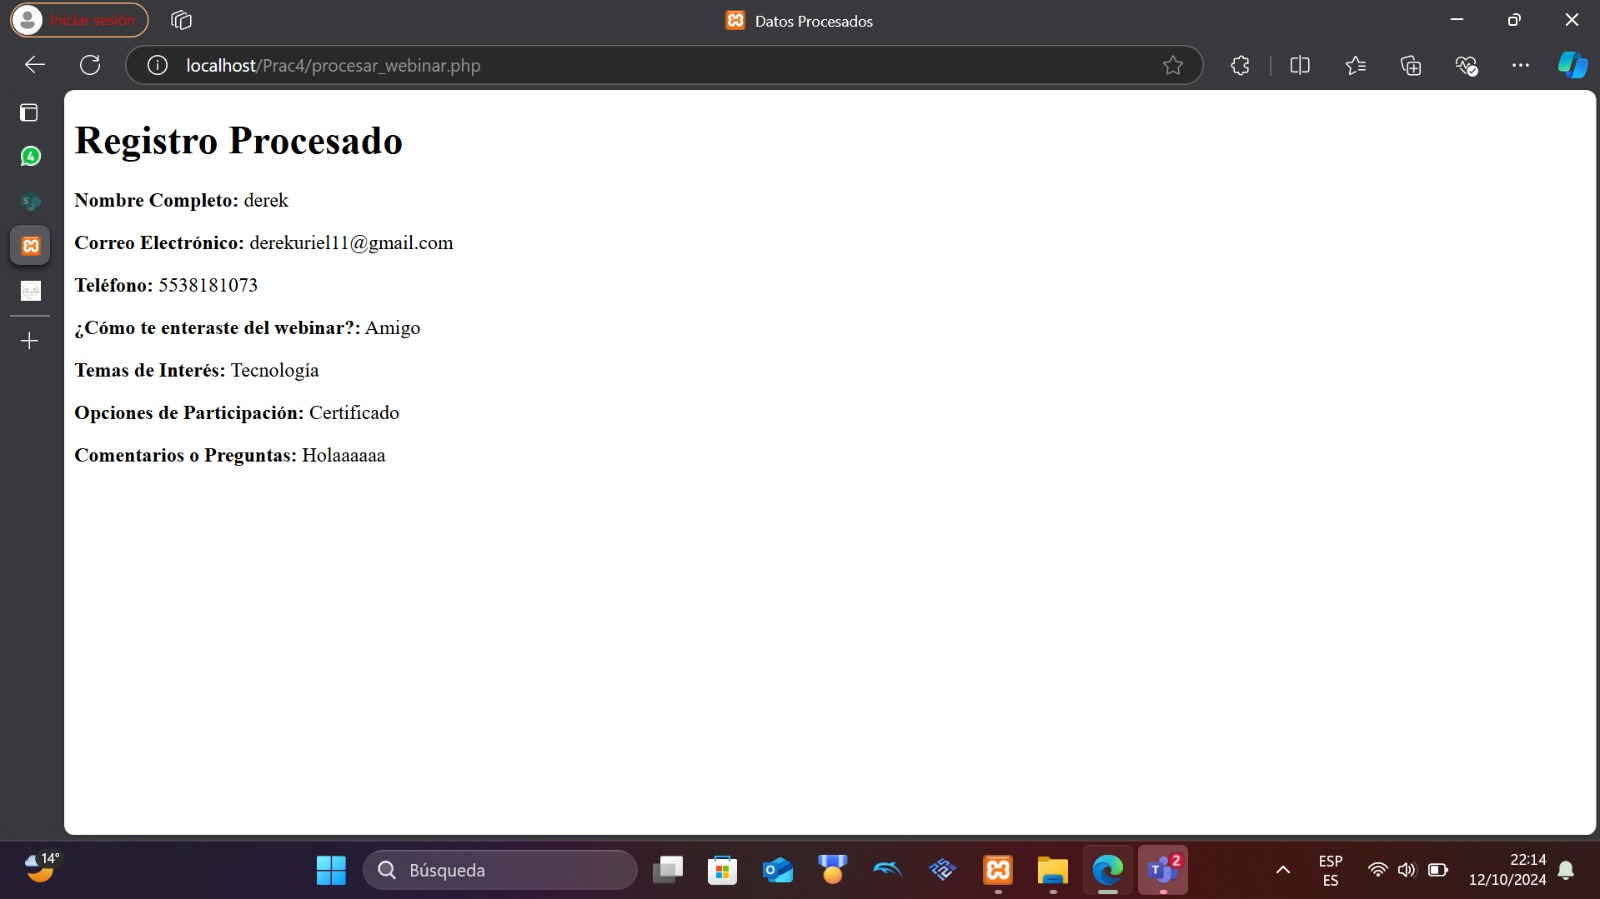 Iniciar sesión
Datos Procesados
localhost/Prac4/procesar_webinar.php
4
S
Registro Procesado
Nombre Completo: derek
Correo Electrónico: derekuriel11@gmail.com
Teléfono: 5538181073
¿Cómo te enteraste del webinar?: Amigo
Temas de Interés: Tecnología
Opciones de Participación: Certificado
Comentarios o Preguntas: Holaaaaaa
14°
Búsqueda
O
T
2
ESP
ES
22:14
12/10/2024